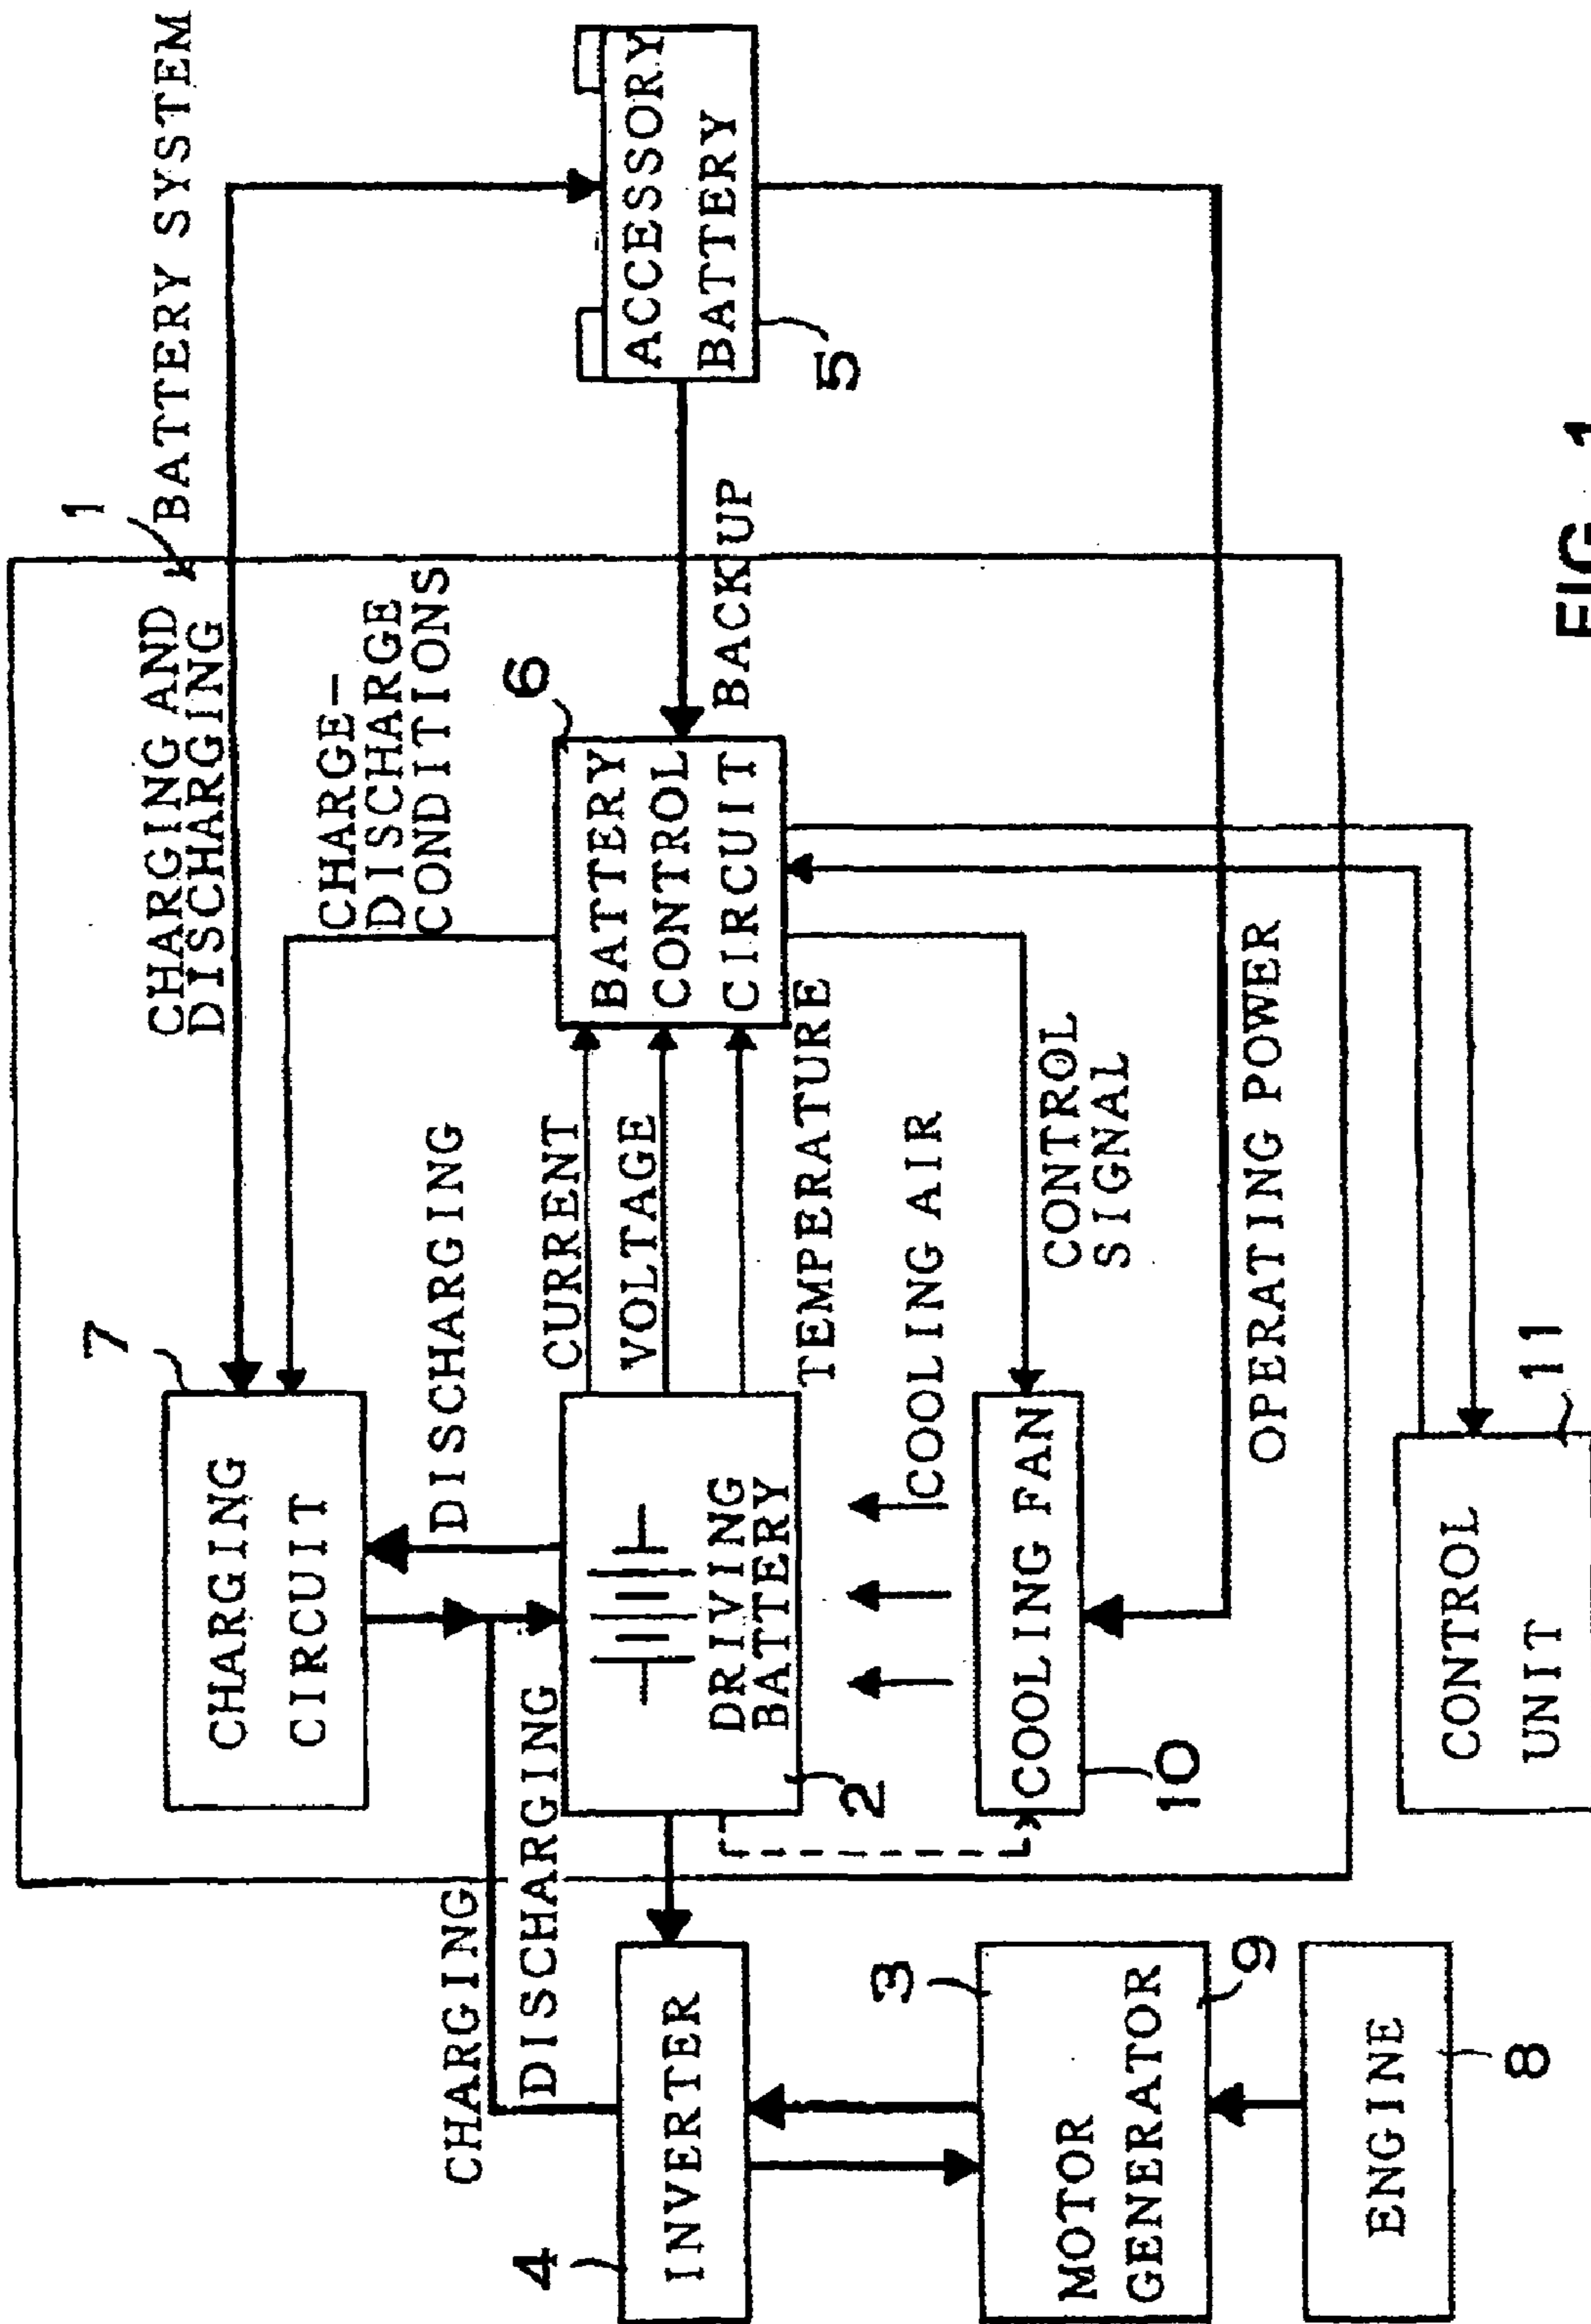 1
BATTERY SYSTEM
CHARGING AND
DISCHARGING
7
CHARGING
CIRCUIT
CHARGE-
DISCHARGE
CONDITIONS
DISCHARGING
CHARGING
DISCHARGING
CURRENT
VOLTAGE
TEMPERATURE
6
BATTERY
CONTROL
CIRCUIT
BACKUP
ACCESSORY
BATTERY
5
4
INVERTER
DRIVING
BATTERY
2
COOLING AIR
CONTROL
SIGNAL
3
MOTOR
GENERATOR
9
COOLING FAN
10
OPERATING POWER
ENGINE
8
CONTROL
UNIT
11
FIG. 1